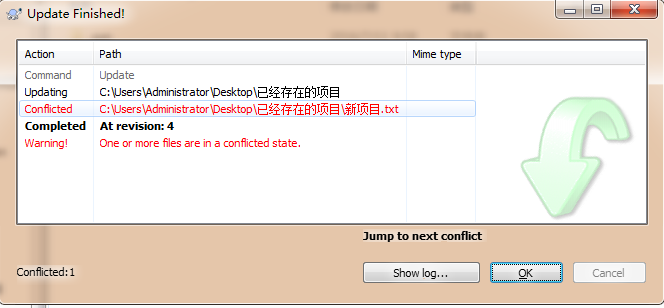 Update Finished!
Action Path Mime type
Command Update
Updating C:\Users\Administrator\Desktop\已经存在的项目
Conflicted C:\Users\Administrator\Desktop\已经存在的项目\新项目.txt
Completed At revision: 4
Warning! One or more files are in a conflicted state.
Jump to next conflict
Conflicted:1 Show log... OK Cancel